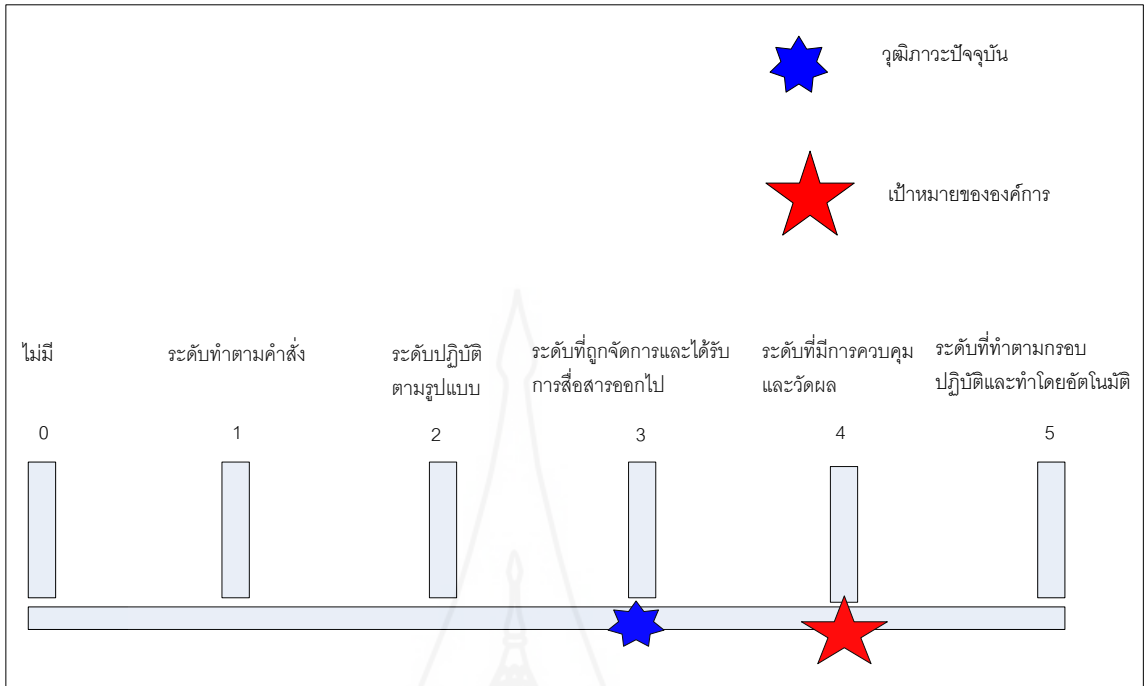 วุฒิภาวะปัจจุบัน
เป้าหมายขององค์การ
ไม่มี
ระดับทำตามคำสั่ง
ระดับปฏิบัติ
ตามรูปแบบ
ระดับที่ถูกจัดการและได้รับ
การสื่อสารออกไป
ระดับที่มีการควบคุม
และวัดผล
ระดับที่ทำตามกรอบ
ปฏิบัติและทำโดยอัตโนมัติ
0 1 2 3 4 5